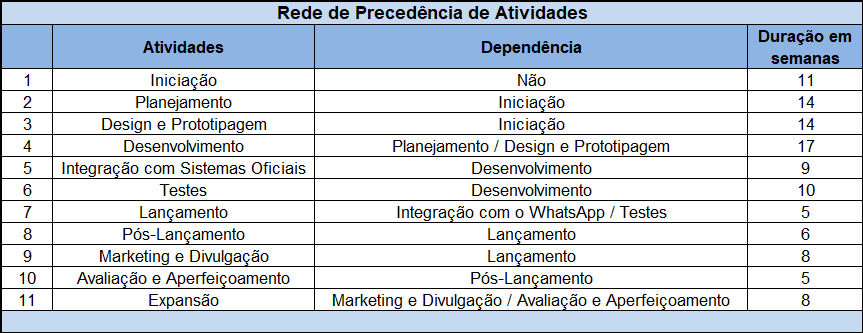 Rede de Precedência de Atividades
Atividades Dependência Duração em semanas
1 Iniciação Não 11
2 Planejamento Iniciação 14
3 Design e Prototipagem Iniciação 14
4 Desenvolvimento Planejamento / Design e Prototipagem 17
5 Integração com Sistemas Oficiais Desenvolvimento 9
6 Testes Desenvolvimento 10
7 Lançamento Integração com o WhatsApp / Testes 5
8 Pós-Lançamento Lançamento 6
9 Marketing e Divulgação Lançamento 8
10 Avaliação e Aperfeiçoamento Pós-Lançamento 5
11 Expansão Marketing e Divulgação / Avaliação e Aperfeiçoamento 8